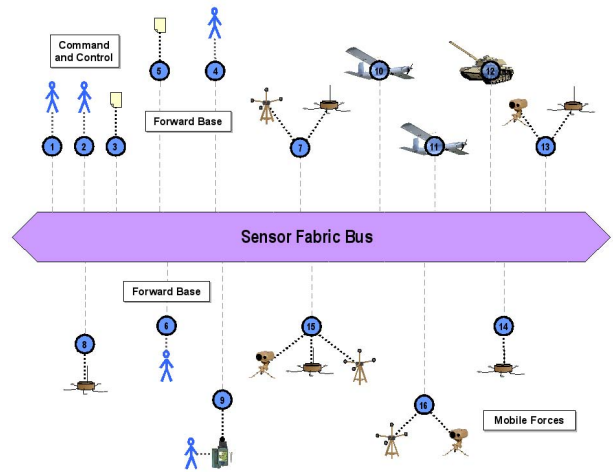 Command
and Control
5
4
10
12
Forward Base
1
2
3
7
11
13
Sensor Fabric Bus
Forward Base
8
6
15
14
9
16
Mobile Forces